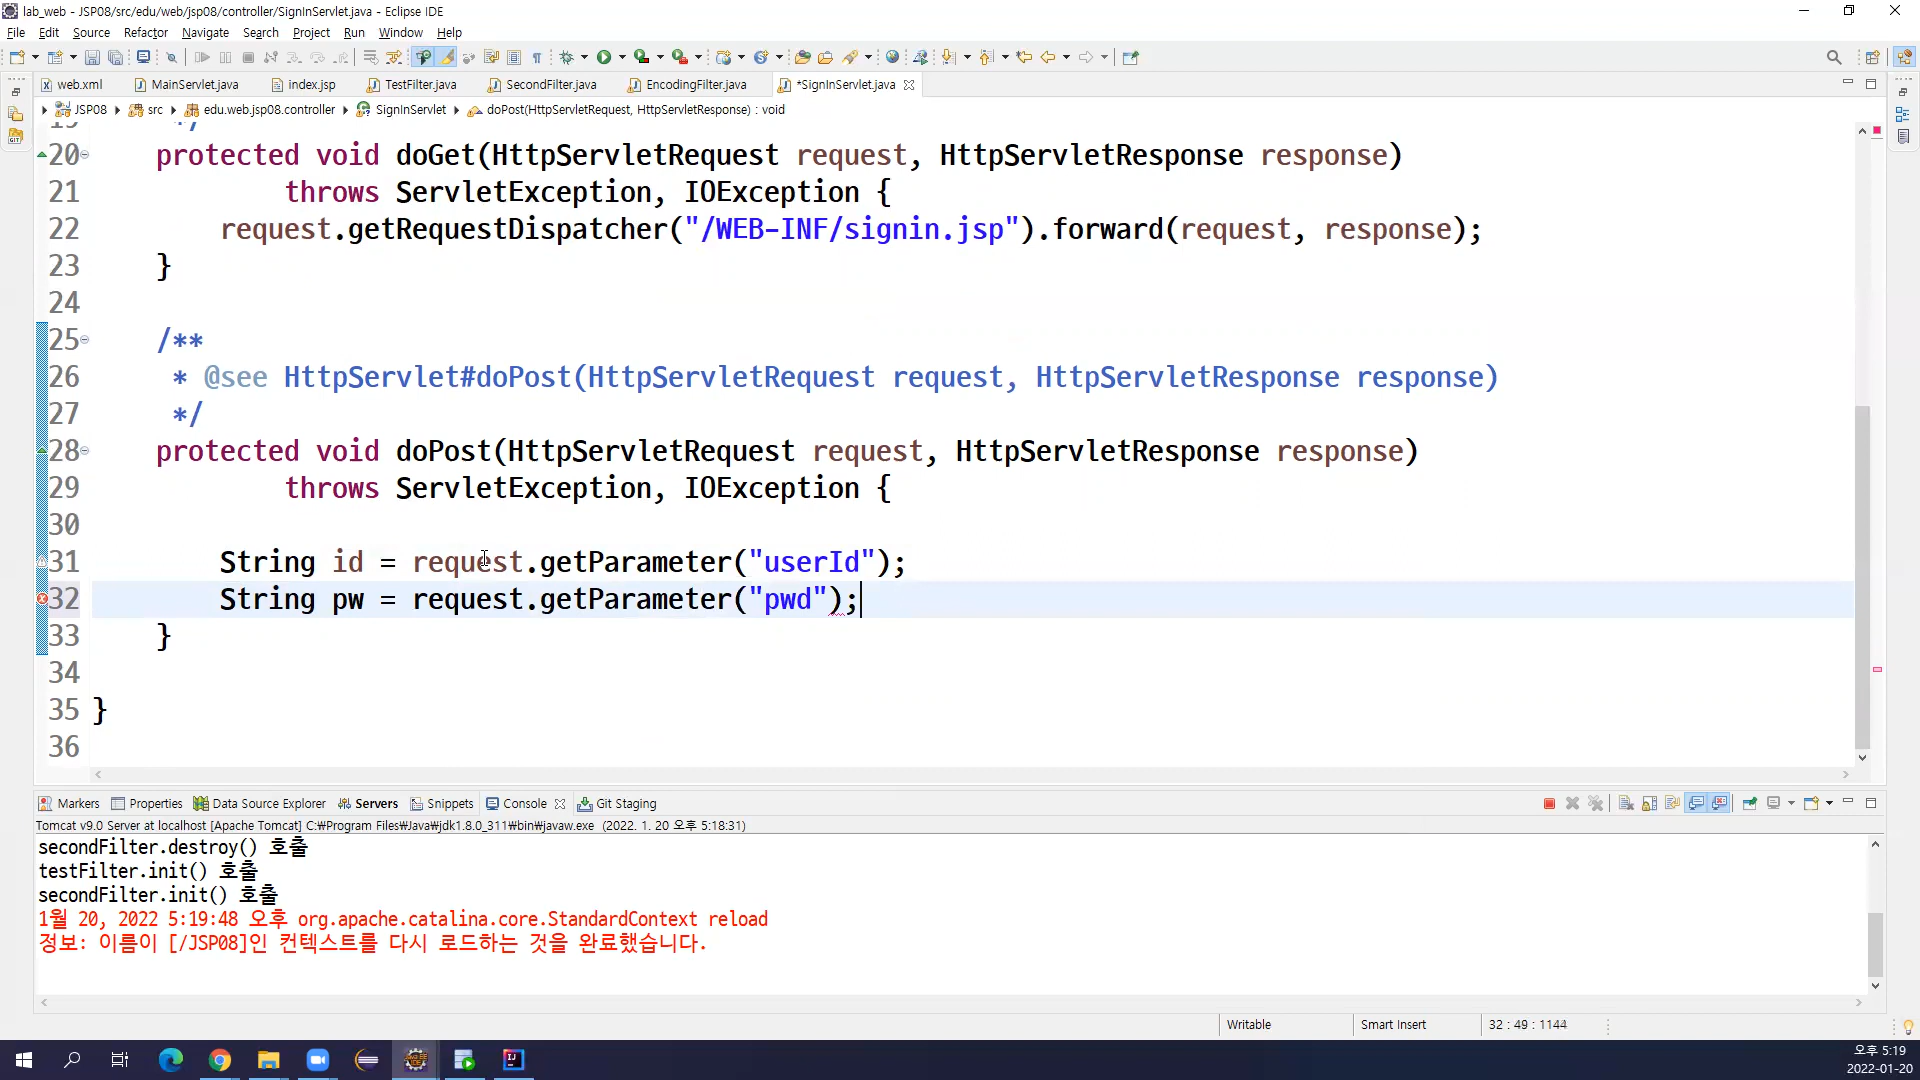 lab_web - JSP08/src/edu/web/jsp08/controller/SignInServlet.java - Eclipse IDE
File Edit Source Refactor Navigate Search Project Run Window Help
web.xml MainServlet.java index.jsp TestFilter.java SecondFilter.java EncodingFilter.java *SignInServlet.java
JSP08 src edu.web.jsp08.controller SignInServlet doPost(HttpServletRequest, HttpServletResponse) : void
19 */
20 protected void doGet(HttpServletRequest request, HttpServletResponse response)
21 throws ServletException, IOException {
22 request.getRequestDispatcher("/WEB-INF/signin.jsp").forward(request, response);
23 }
24
25 /**
26 * @see HttpServlet#doPost(HttpServletRequest request, HttpServletResponse response)
27 */
28 protected void doPost(HttpServletRequest request, HttpServletResponse response)
29 throws ServletException, IOException {
30
31 String id = request.getParameter("userId");
32 String pw = request.getParameter("pwd");
33 }
34
35 }
36
Markers Properties Data Source Explorer Servers Snippets Console Git Staging
Tomcat v9.0 Server at localhost [Apache Tomcat] C:₩Program Files₩Java₩jdk1.8.0_311₩bin₩javaw.exe (2022. 1. 20 오후 5:18:31)
secondFilter.destroy() 호출
testFilter.init() 호출
secondFilter.init() 호출
1월 20, 2022 5:19:48 오후 org.apache.catalina.core.StandardContext reload
정보: 이름이 [/JSP08]인 컨텍스트를 다시 로드하는 것을 완료했습니다.
Writable Smart Insert 32 : 49 : 1144
오후 5:19
2022-01-20